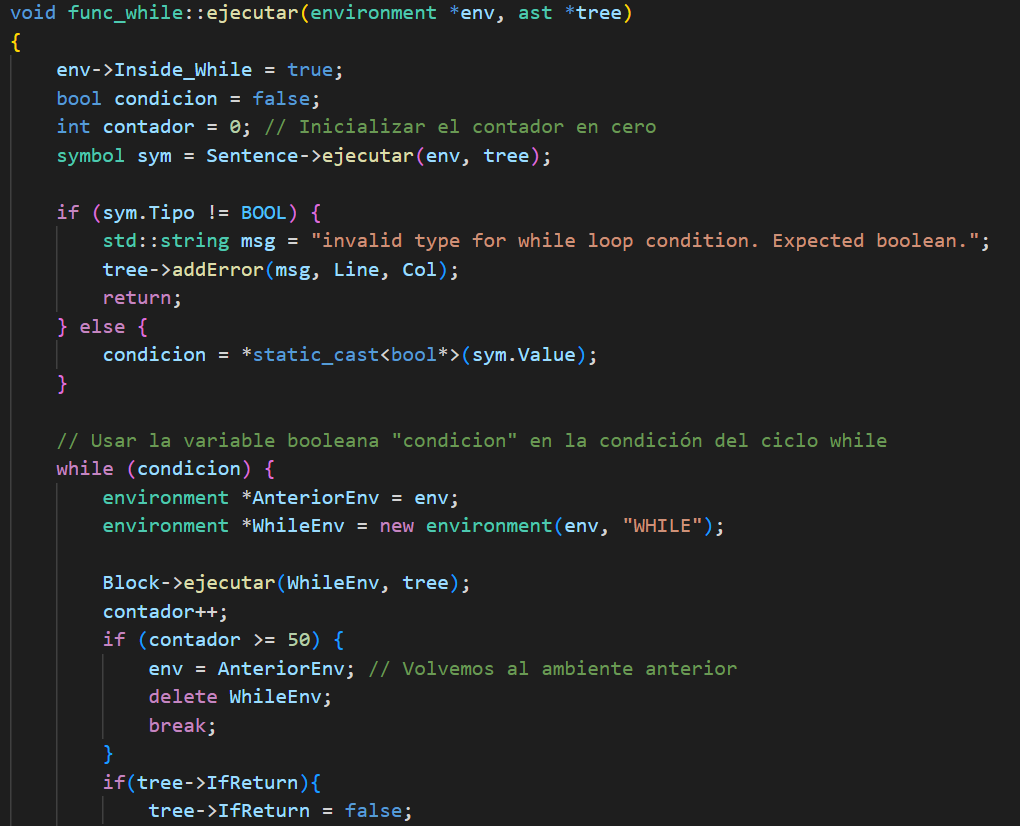 void func_while::ejecutar(environment *env, ast *tree)
{
    env->Inside_While = true;
    bool condicion = false;
    int contador = 0; // Inicializar el contador en cero
    symbol sym = Sentence->ejecutar(env, tree);

    if (sym.Tipo != BOOL) {
        std::string msg = "invalid type for while loop condition. Expected boolean.";
        tree->addError(msg, Line, Col);
        return;
    } else {
        condicion = *static_cast<bool*>(sym.Value);
    }

    // Usar la variable booleana "condicion" en la condición del ciclo while
    while (condicion) {
        environment *AnteriorEnv = env;
        environment *WhileEnv = new environment(env, "WHILE");

        Block->ejecutar(WhileEnv, tree);
        contador++;
        if (contador >= 50) {
            env = AnteriorEnv; // Volvemos al ambiente anterior
            delete WhileEnv;
            break;
        }
        if(tree->IfReturn){
            tree->IfReturn = false;